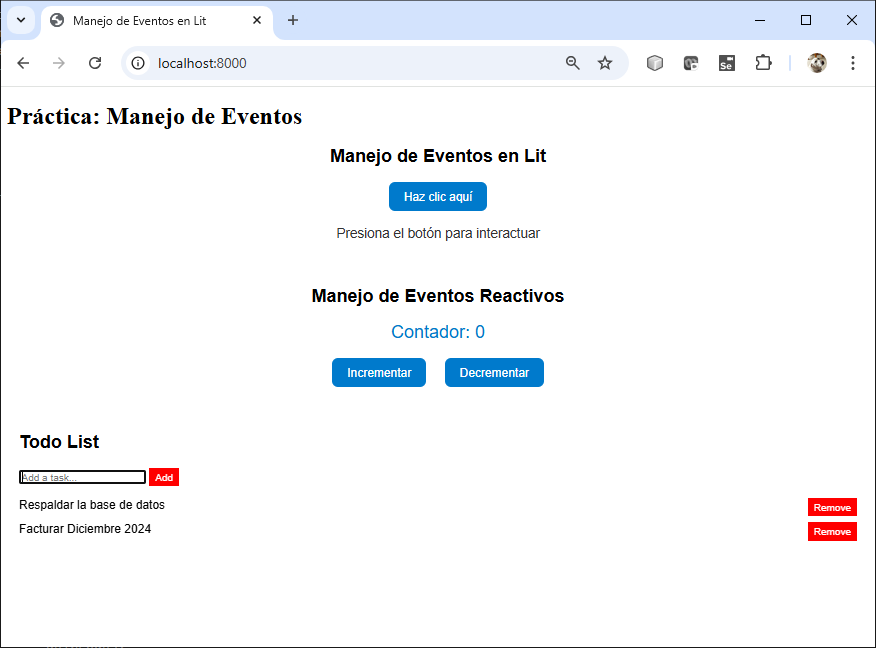 Manejo de Eventos en Lit
localhost:8000
Se
Práctica: Manejo de Eventos
Manejo de Eventos en Lit
Haz clic aquí
Presiona el botón para interactuar
Manejo de Eventos Reactivos
Contador: 0
Incrementar Decrementar
Todo List
Add a task... Add
Respaldar la base de datos Remove
Facturar Diciembre 2024 Remove